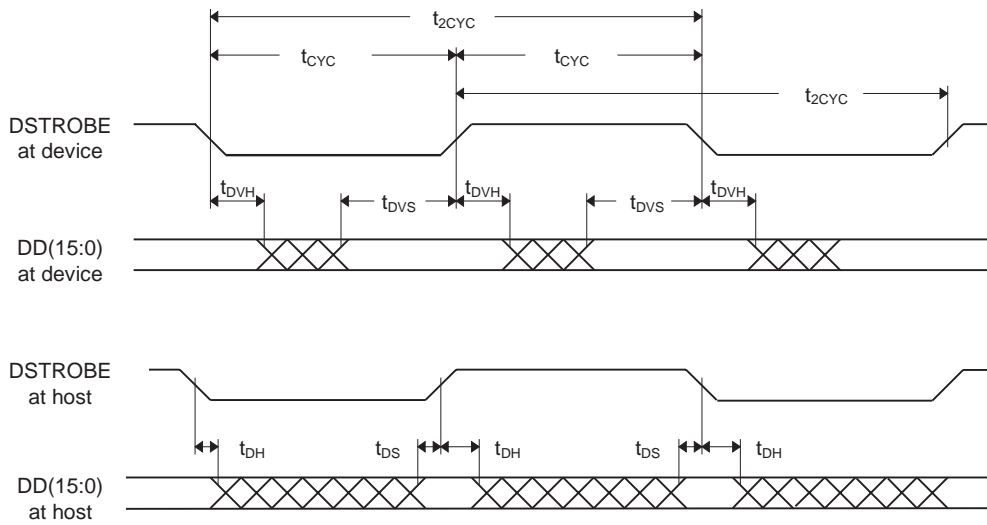 t2CYC
tCYC tCYC
t2CYC
DSTROBE
at device
tDVH tDVS tDVH tDVS tDVH
DD(15:0)
at device
DSTROBE
at host
tDH tDS tDH tDS tDH
DD(15:0)
at host